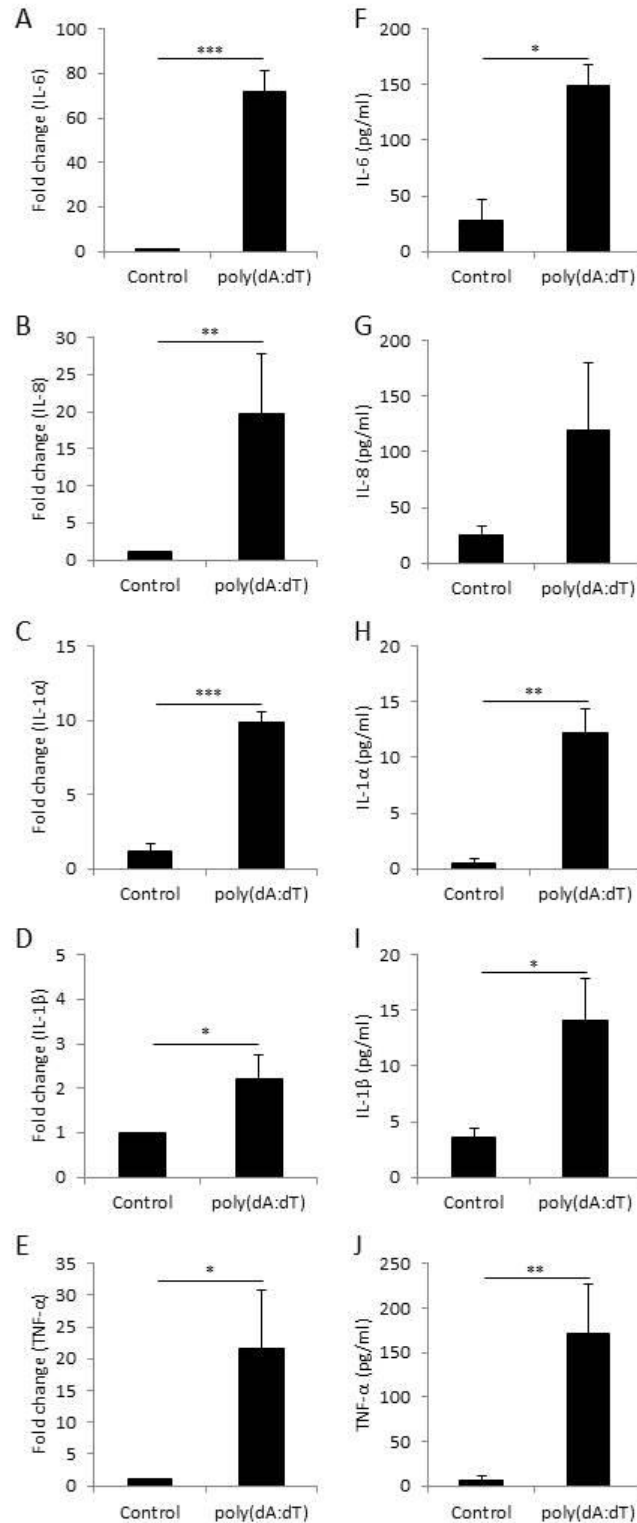 A
Fold change (IL-6)
100
80
60
40
20
0
***
Control poly(dA:dT)
F
IL-6 (pg/ml)
200
150
100
50
0
*
Control poly(dA:dT)
B
Fold change (IL-8)
30
25
20
15
10
5
0
**
Control poly(dA:dT)
G
IL-8 (pg/ml)
200
150
100
50
0
Control poly(dA:dT)
C
Fold change (IL-1α)
15
10
5
0
***
Control poly(dA:dT)
H
IL-1α (pg/ml)
20
15
10
5
0
**
Control poly(dA:dT)
D
Fold change (IL-1β)
5
4
3
2
1
0
*
Control poly(dA:dT)
I
IL-1β (pg/ml)
20
15
10
5
0
*
Control poly(dA:dT)
E
Fold change (TNF-α)
35
30
25
20
15
10
5
0
*
Control poly(dA:dT)
J
TNF-α (pg/ml)
250
200
150
100
50
0
**
Control poly(dA:dT)